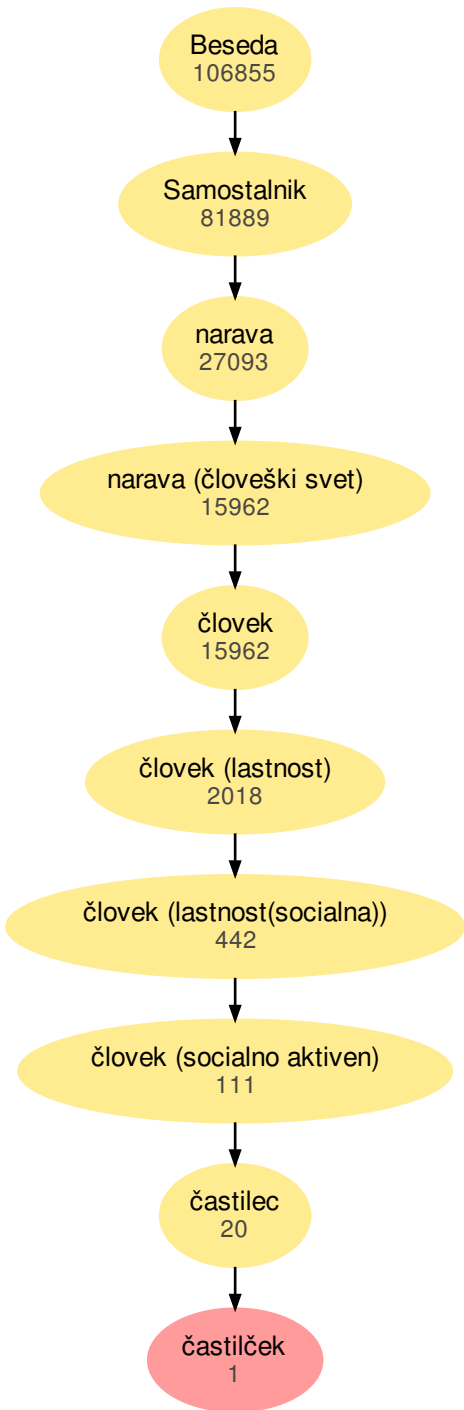 Beseda
106855
Samostalnik
81889
narava
27093
narava (človeški svet)
15962
človek
15962
človek (lastnost)
2018
človek (lastnost(socialna))
442
človek (socialno aktiven)
111
častilec
20
častilček
1